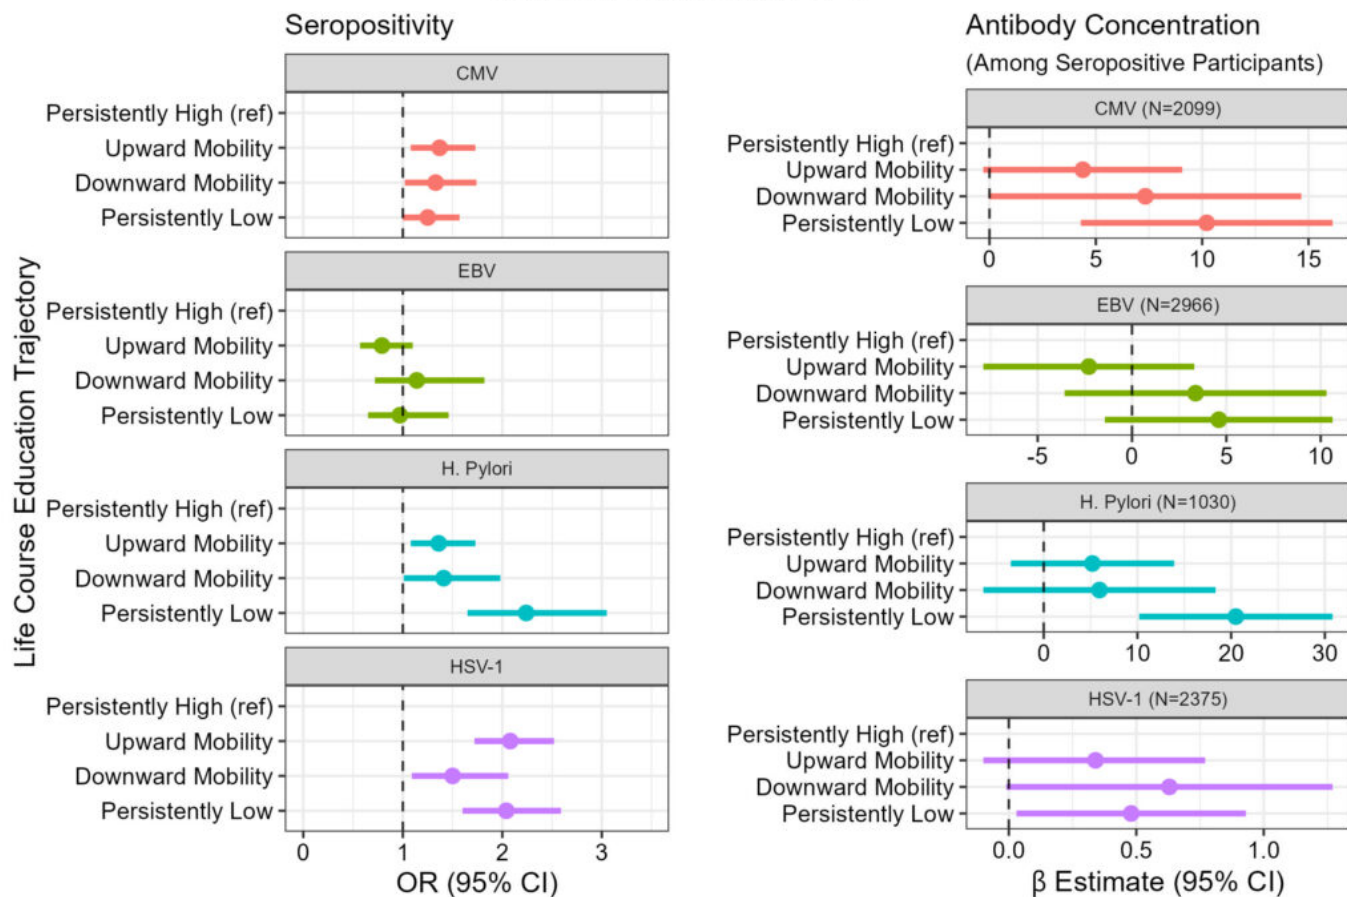 Seropositivity
CMV
Persistently High (ref)
Upward Mobility
Downward Mobility
Persistently Low
EBV
Persistently High (ref)
Upward Mobility
Downward Mobility
Persistently Low
H. Pylori
Persistently High (ref)
Upward Mobility
Downward Mobility
Persistently Low
HSV-1
Persistently High (ref)
Upward Mobility
Downward Mobility
Persistently Low
0 1 2 3
OR (95% CI)
Life Course Education Trajectory
Antibody Concentration
(Among Seropositive Participants)
CMV (N=2099)
Persistently High (ref)
Upward Mobility
Downward Mobility
Persistently Low
0 5 10 15
EBV (N=2966)
Persistently High (ref)
Upward Mobility
Downward Mobility
Persistently Low
-5 0 5 10
H. Pylori (N=1030)
Persistently High (ref)
Upward Mobility
Downward Mobility
Persistently Low
0 10 20 30
HSV-1 (N=2375)
Persistently High (ref)
Upward Mobility
Downward Mobility
Persistently Low
0.0 0.5 1.0
β Estimate (95% CI)